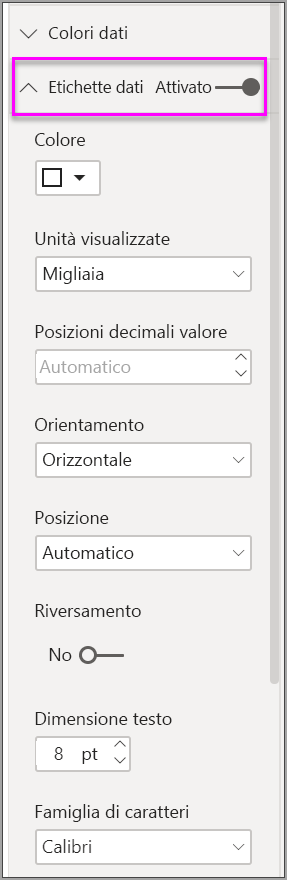 Colori dati
Etichette dati Attivato
Colore
Unità visualizzate
Migliaia
Posizioni decimali valore
Automatico
Orientamento
Orizzontale
Posizione
Automatico
Riversamento
No
Dimensione testo
8 pt
Famiglia di caratteri
Calibri